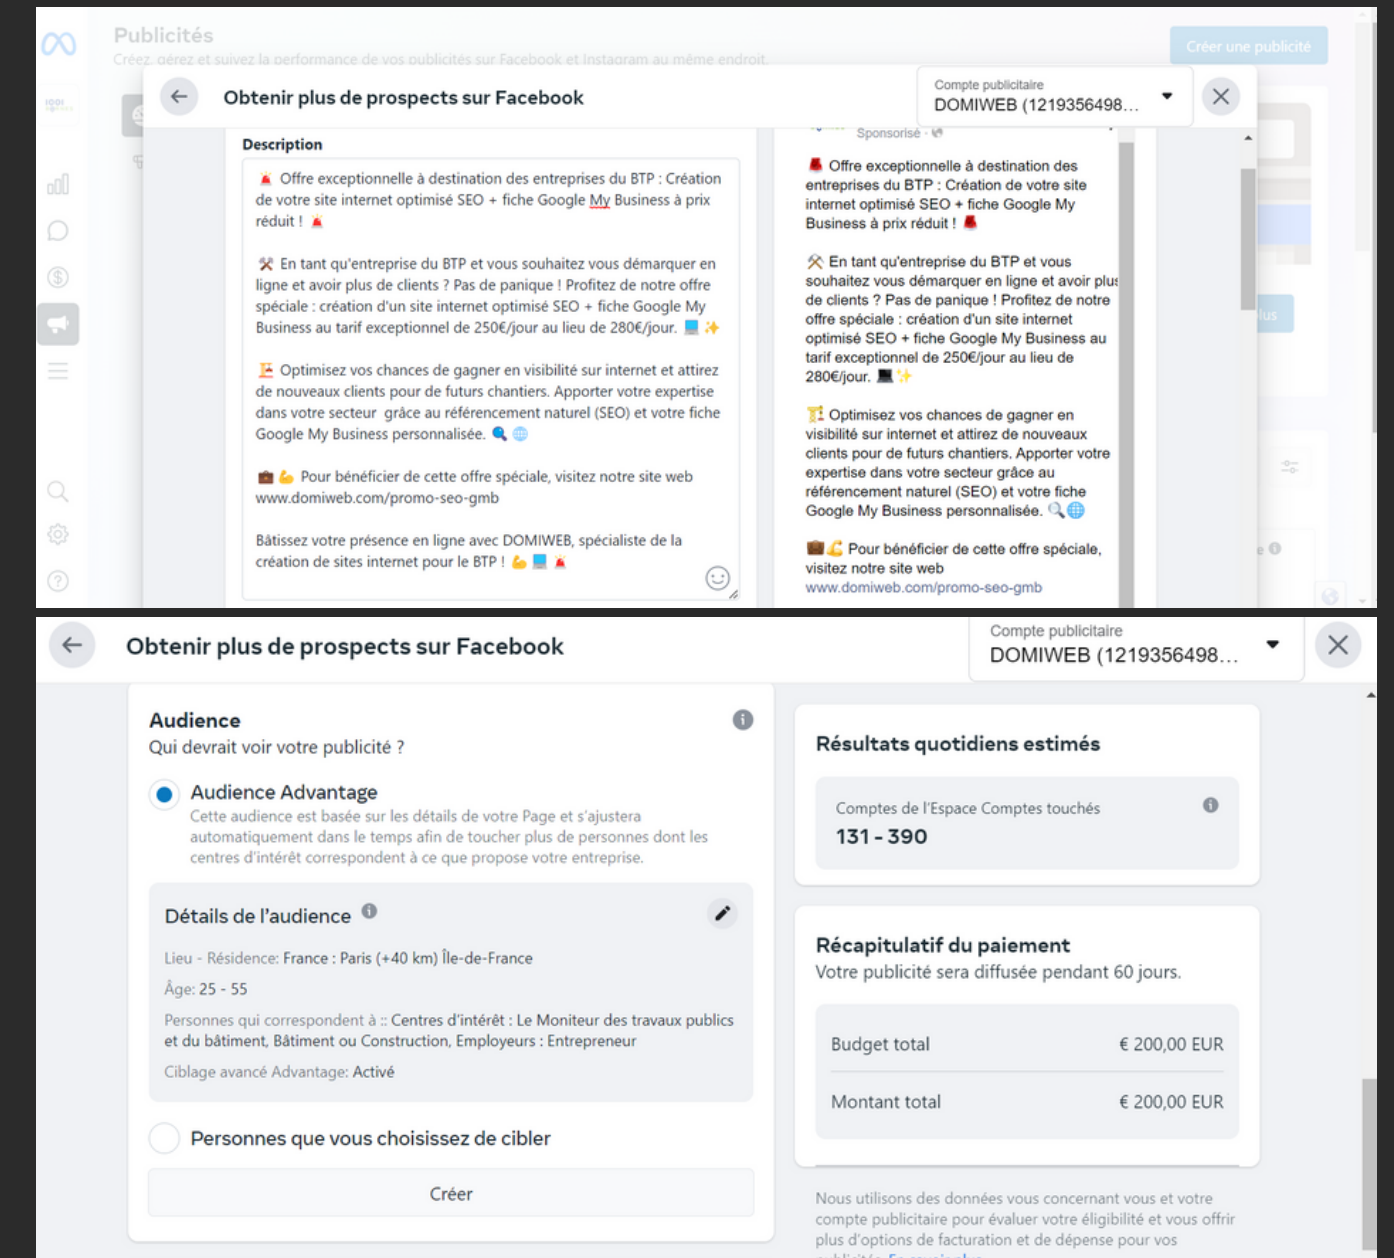 Publicités
Créez, gérez et suivez la performance de vos publicités sur Facebook et Instagram au même endroit.
Créer une publicité
Obtenir plus de prospects sur Facebook
Compte publicitaire
DOMIWEB (1219356498...
Description
🚨 Offre exceptionnelle à destination des entreprises du BTP : Création
de votre site internet optimisé SEO + fiche Google My Business à prix
réduit ! 🚨
⚒️ En tant qu'entreprise du BTP et vous souhaitez vous démarquer en
ligne et avoir plus de clients ? Pas de panique ! Profitez de notre offre
spéciale : création d'un site internet optimisé SEO + fiche Google My
Business au tarif exceptionnel de 250€/jour au lieu de 280€/jour. 💻 ✨
🏗️ Optimisez vos chances de gagner en visibilité sur internet et attirez
de nouveaux clients pour de futurs chantiers. Apporter votre expertise
dans votre secteur grâce au référencement naturel (SEO) et votre fiche
Google My Business personnalisée. 🔍 🌐
💼 💪 Pour bénéficier de cette offre spéciale, visitez notre site web
www.domiweb.com/promo-seo-gmb
Bâtissez votre présence en ligne avec DOMIWEB, spécialiste de la
création de sites internet pour le BTP ! 💪 💻 🚨
Sponsorisé ·
🚨 Offre exceptionnelle à destination des
entreprises du BTP : Création de votre site
internet optimisé SEO + fiche Google My
Business à prix réduit ! 🚨
⚒️ En tant qu'entreprise du BTP et vous
souhaitez vous démarquer en ligne et avoir plus
de clients ? Pas de panique ! Profitez de notre
offre spéciale : création d'un site internet
optimisé SEO + fiche Google My Business au
tarif exceptionnel de 250€/jour au lieu de
280€/jour. 💻✨
🏗️ Optimisez vos chances de gagner en
visibilité sur internet et attirez de nouveaux
clients pour de futurs chantiers. Apporter votre
expertise dans votre secteur grâce au
référencement naturel (SEO) et votre fiche
Google My Business personnalisée. 🔍🌐
💼💪 Pour bénéficier de cette offre spéciale,
visitez notre site web
www.domiweb.com/promo-seo-gmb
lus
Obtenir plus de prospects sur Facebook
Compte publicitaire
DOMIWEB (1219356498...
Audience
Qui devrait voir votre publicité ?
Audience Advantage
Cette audience est basée sur les détails de votre Page et s'ajustera
automatiquement dans le temps afin de toucher plus de personnes dont les
centres d'intérêt correspondent à ce que propose votre entreprise.
Détails de l'audience
Lieu - Résidence: France : Paris (+40 km) Île-de-France
Âge: 25 - 55
Personnes qui correspondent à :: Centres d'intérêt : Le Moniteur des travaux publics
et du bâtiment, Bâtiment ou Construction, Employeurs : Entrepreneur
Ciblage avancé Advantage: Activé
Personnes que vous choisissez de cibler
Créer
Résultats quotidiens estimés
Comptes de l'Espace Comptes touchés
131 - 390
Récapitulatif du paiement
Votre publicité sera diffusée pendant 60 jours.
Budget total € 200,00 EUR
Montant total € 200,00 EUR
Nous utilisons des données vous concernant vous et votre
compte publicitaire pour évaluer votre éligibilité et vous offrir
plus d'options de facturation et de dépense pour vos